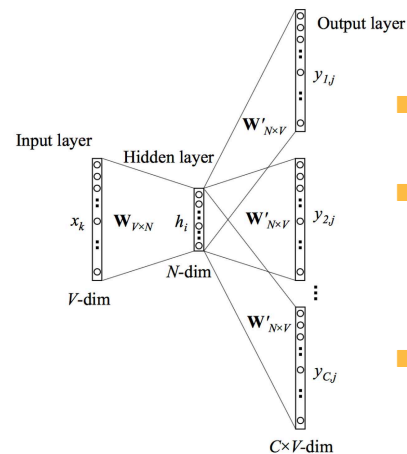 Output layer
y1,j
W'N×V
Input layer
Hidden layer
xk
WV×N
hi
W'N×V
y2,j
V-dim
N-dim
W'N×V
yC,j
C×V-dim